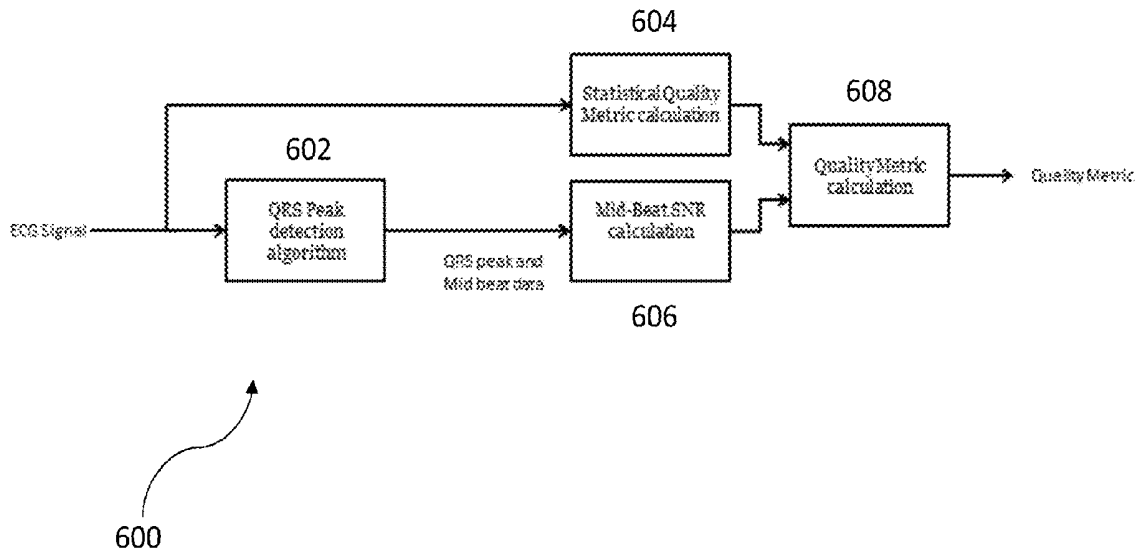 604
Statistical Quality
Metric calculation
608
602
Quality Metric
calculation
Quality Metric
QRS Peak
detection
algorithm
Mid-Beat SNR
calculation
ECG Signal
QRS peak and
Mid beat data
606
600